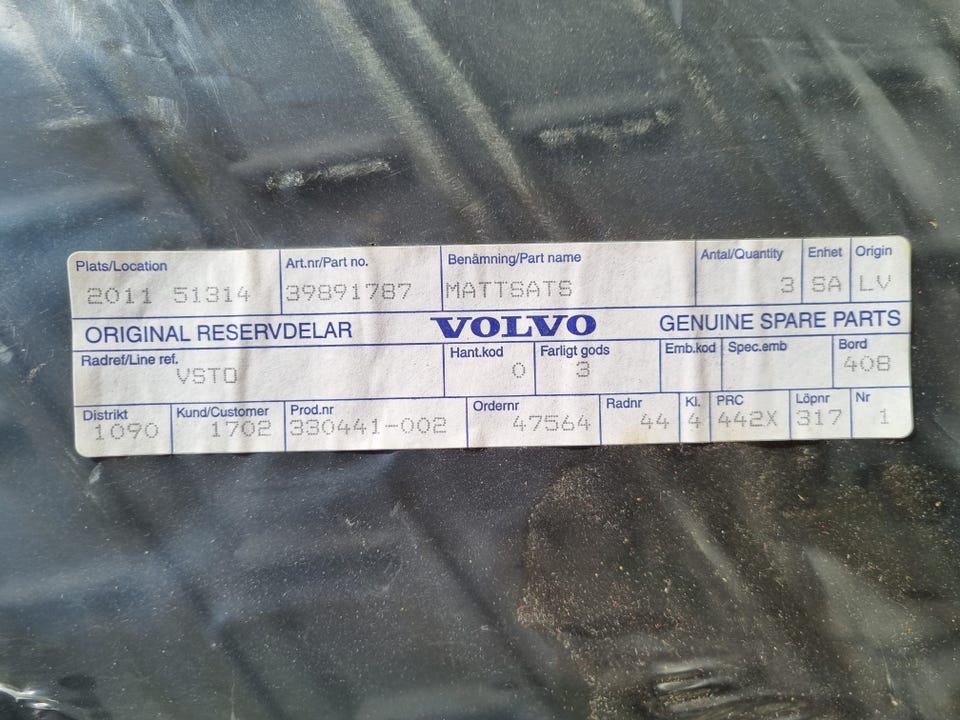 Plats/Location Art.nr/Part no. Benämning/Part name Antal/Quantity Enhet Origin
2011 51314 39891787 MATTSATS 3 SA LV
ORIGINAL RESERVDELAR VOLVO GENUINE SPARE PARTS
Radref/Line ref. Hant.kod Farligt gods Emb.kod Spec.emb Bord
VSTO 0 3 408
Distrikt Kund/Customer Prod.nr Ordernr Radnr Kl. PRC Löpnr Nr
1090 1702 330441-002 47564 44 4 442X 317 1